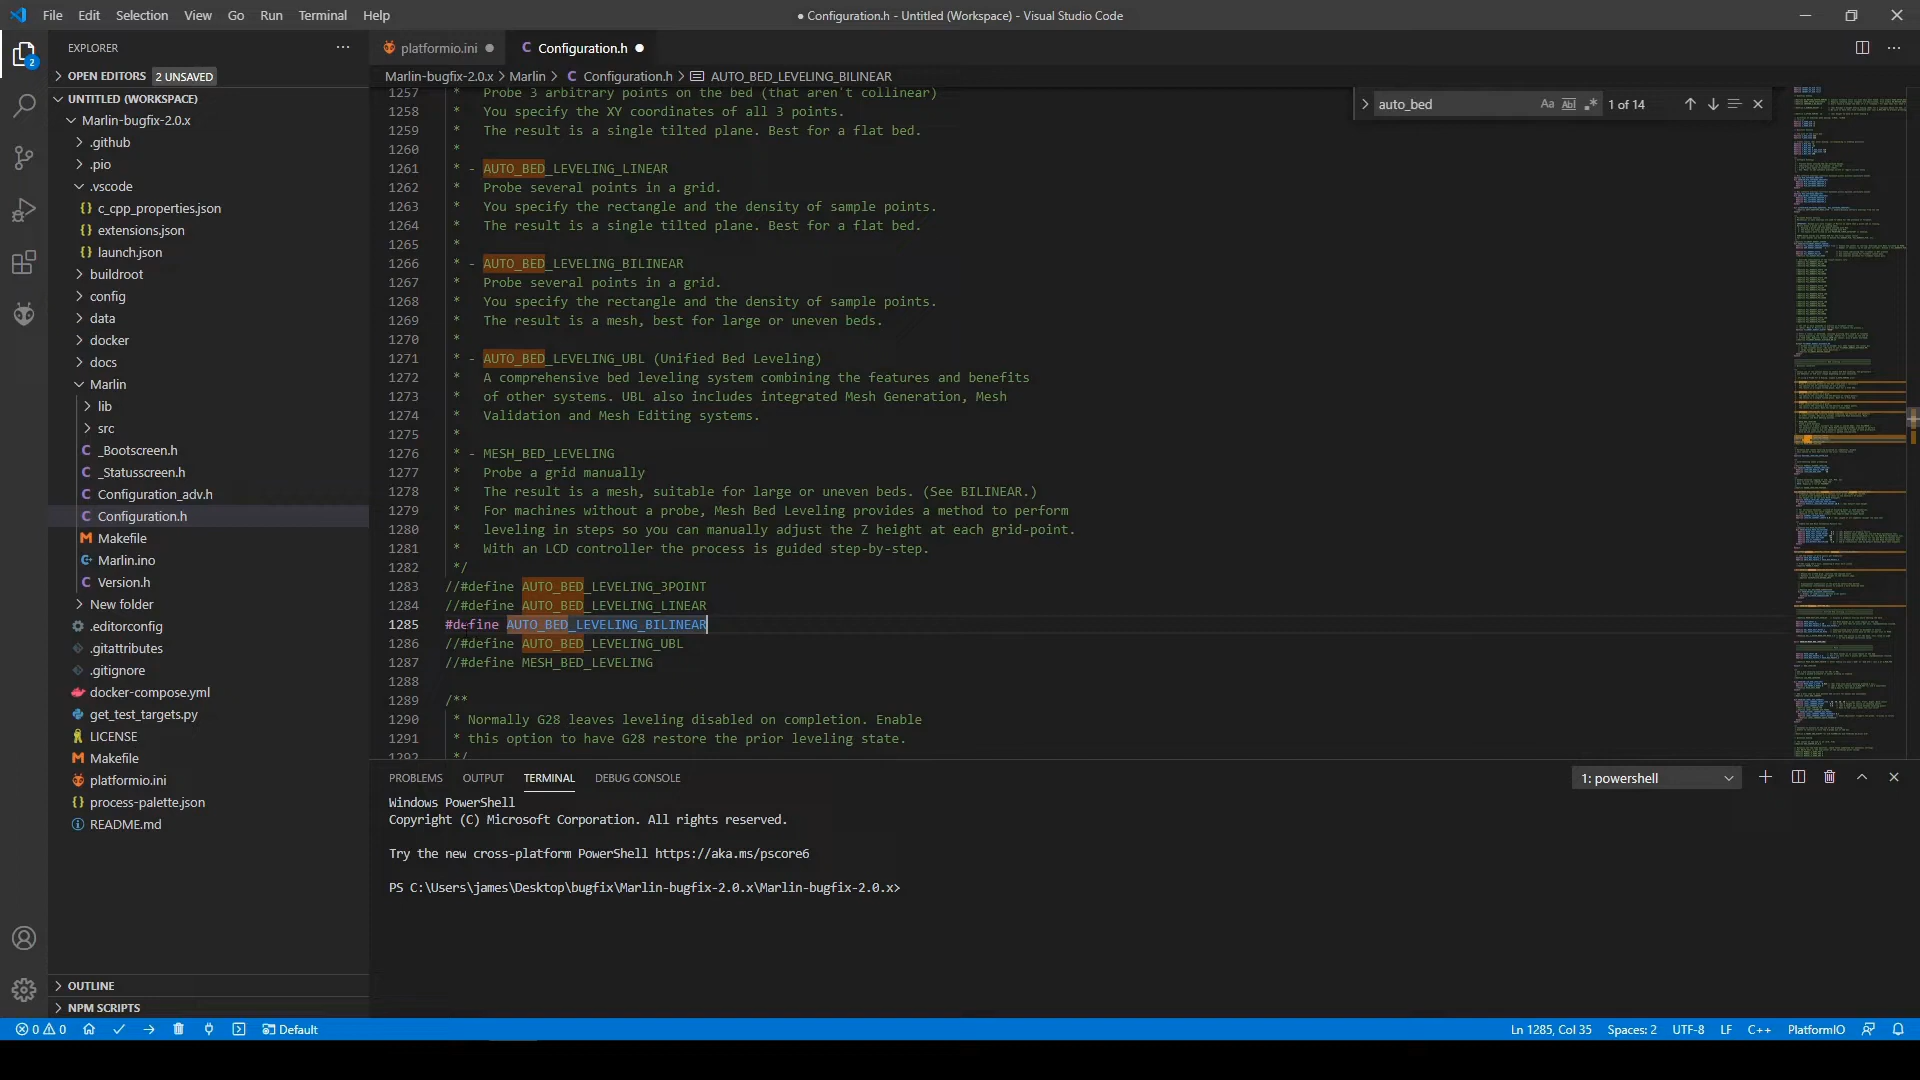 File Edit Selection View Go Run Terminal Help
● Configuration.h - Untitled (Workspace) - Visual Studio Code
EXPLORER
OPEN EDITORS 2 UNSAVED
UNTITLED (WORKSPACE)
Marlin-bugfix-2.0.x
.github
.pio
.vscode
c_cpp_properties.json
extensions.json
launch.json
buildroot
config
data
docker
docs
Marlin
lib
src
_Bootscreen.h
_Statusscreen.h
Configuration_adv.h
Configuration.h
Makefile
Marlin.ino
Version.h
New folder
.editorconfig
.gitattributes
.gitignore
docker-compose.yml
get_test_targets.py
LICENSE
Makefile
platformio.ini
process-palette.json
README.md
OUTLINE
NPM SCRIPTS
2
platformio.ini ●
Configuration.h ●
Marlin-bugfix-2.0.x > Marlin > Configuration.h > AUTO_BED_LEVELING_BILINEAR
auto_bed Aa Abl .* 1 of 14
1257 * Probe 3 arbitrary points on the bed (that aren't collinear)
1258 * You specify the XY coordinates of all 3 points.
1259 * The result is a single tilted plane. Best for a flat bed.
1260 *
1261 * - AUTO_BED_LEVELING_LINEAR
1262 * Probe several points in a grid.
1263 * You specify the rectangle and the density of sample points.
1264 * The result is a single tilted plane. Best for a flat bed.
1265 *
1266 * - AUTO_BED_LEVELING_BILINEAR
1267 * Probe several points in a grid.
1268 * You specify the rectangle and the density of sample points.
1269 * The result is a mesh, best for large or uneven beds.
1270 *
1271 * - AUTO_BED_LEVELING_UBL (Unified Bed Leveling)
1272 * A comprehensive bed leveling system combining the features and benefits
1273 * of other systems. UBL also includes integrated Mesh Generation, Mesh
1274 * Validation and Mesh Editing systems.
1275 *
1276 * - MESH_BED_LEVELING
1277 * Probe a grid manually
1278 * The result is a mesh, suitable for large or uneven beds. (See BILINEAR.)
1279 * For machines without a probe, Mesh Bed Leveling provides a method to perform
1280 * leveling in steps so you can manually adjust the Z height at each grid-point.
1281 * With an LCD controller the process is guided step-by-step.
1282 */
1283 //#define AUTO_BED_LEVELING_3POINT
1284 //#define AUTO_BED_LEVELING_LINEAR
1285 #define AUTO_BED_LEVELING_BILINEAR
1286 //#define AUTO_BED_LEVELING_UBL
1287 //#define MESH_BED_LEVELING
1288
1289 /**
1290 * Normally G28 leaves leveling disabled on completion. Enable
1291 * this option to have G28 restore the prior leveling state.
1292 */
PROBLEMS OUTPUT TERMINAL DEBUG CONSOLE
1: powershell
Windows PowerShell
Copyright (C) Microsoft Corporation. All rights reserved.
Try the new cross-platform PowerShell https://aka.ms/pscore6
PS C:\Users\james\Desktop\bugfix\Marlin-bugfix-2.0.x\Marlin-bugfix-2.0.x>
0 0 Default
Ln 1285, Col 35 Spaces: 2 UTF-8 LF C++ PlatformIO